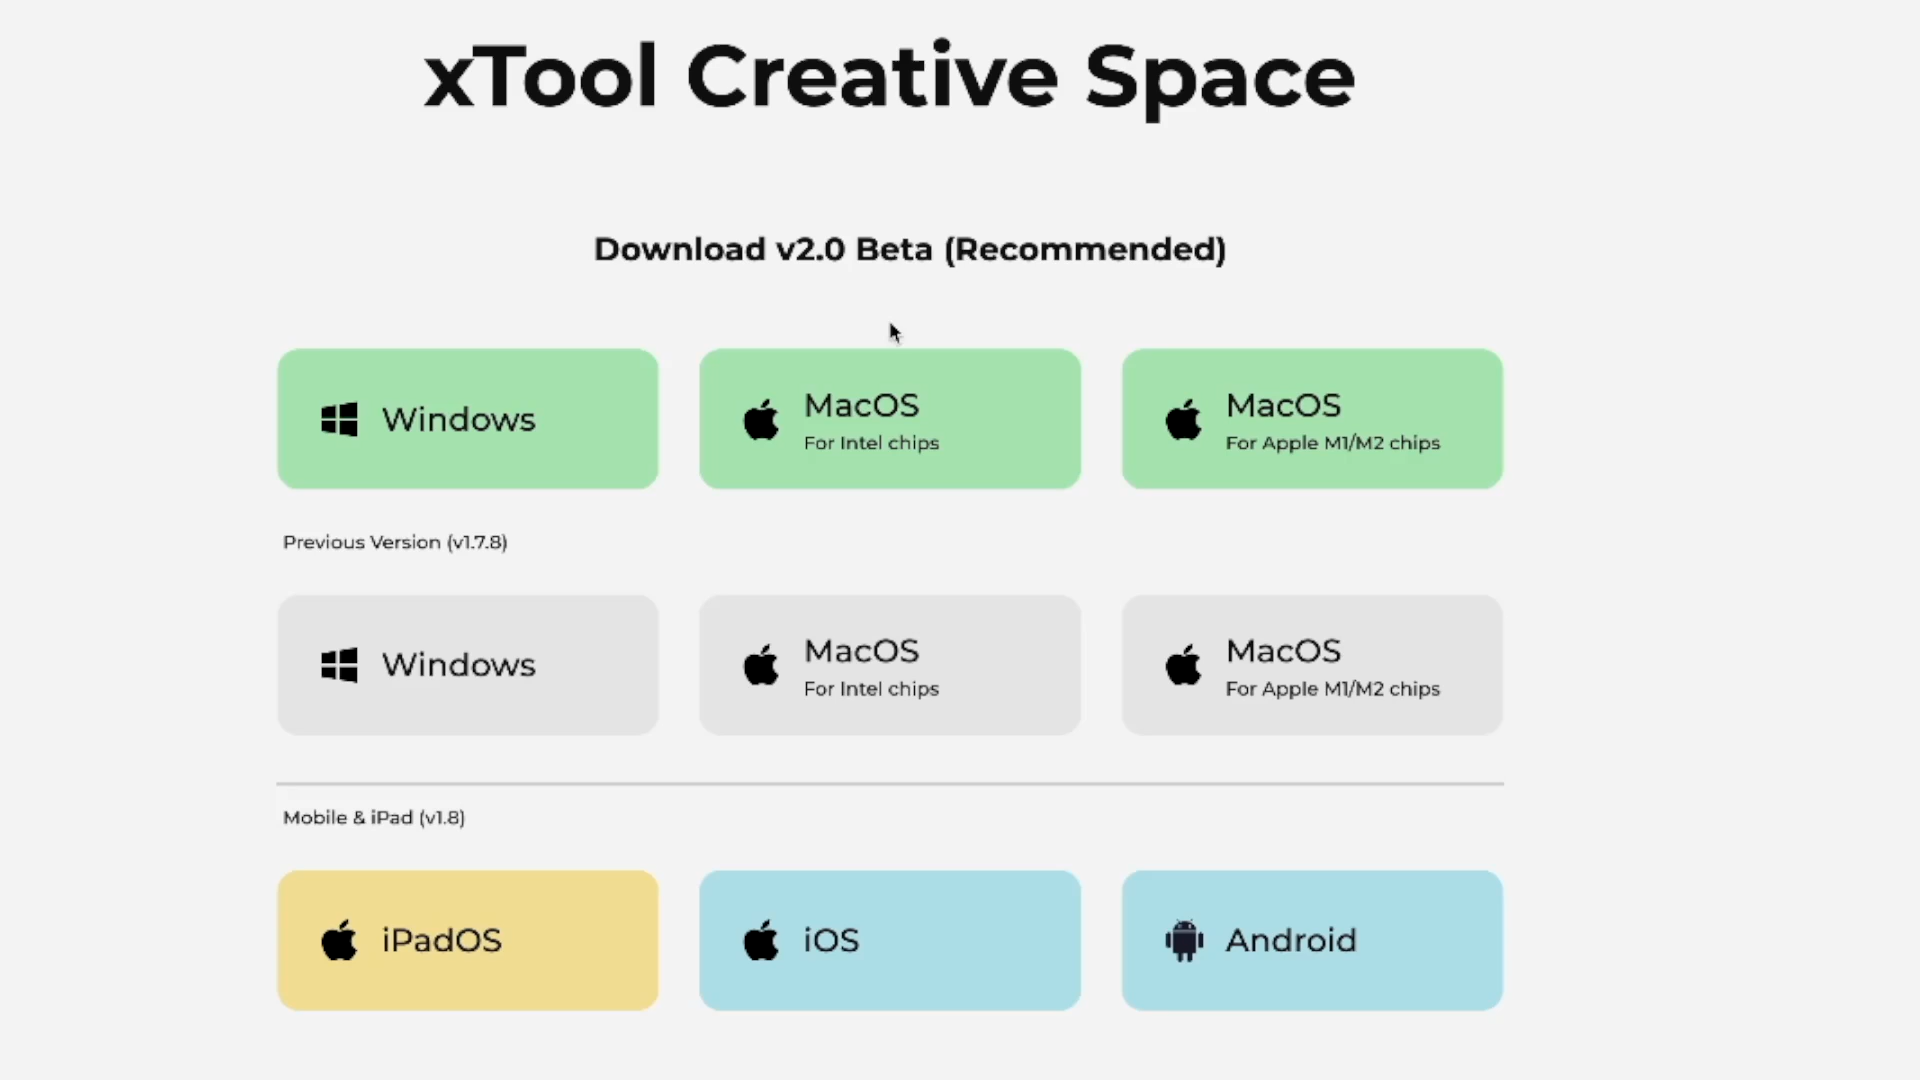 xTool Creative Space
Download v2.0 Beta (Recommended)
Windows
MacOS
For Intel chips
MacOS
For Apple M1/M2 chips
Previous Version (v1.7.8)
Windows
MacOS
For Intel chips
MacOS
For Apple M1/M2 chips
Mobile & iPad (v1.8)
iPadOS
iOS
Android